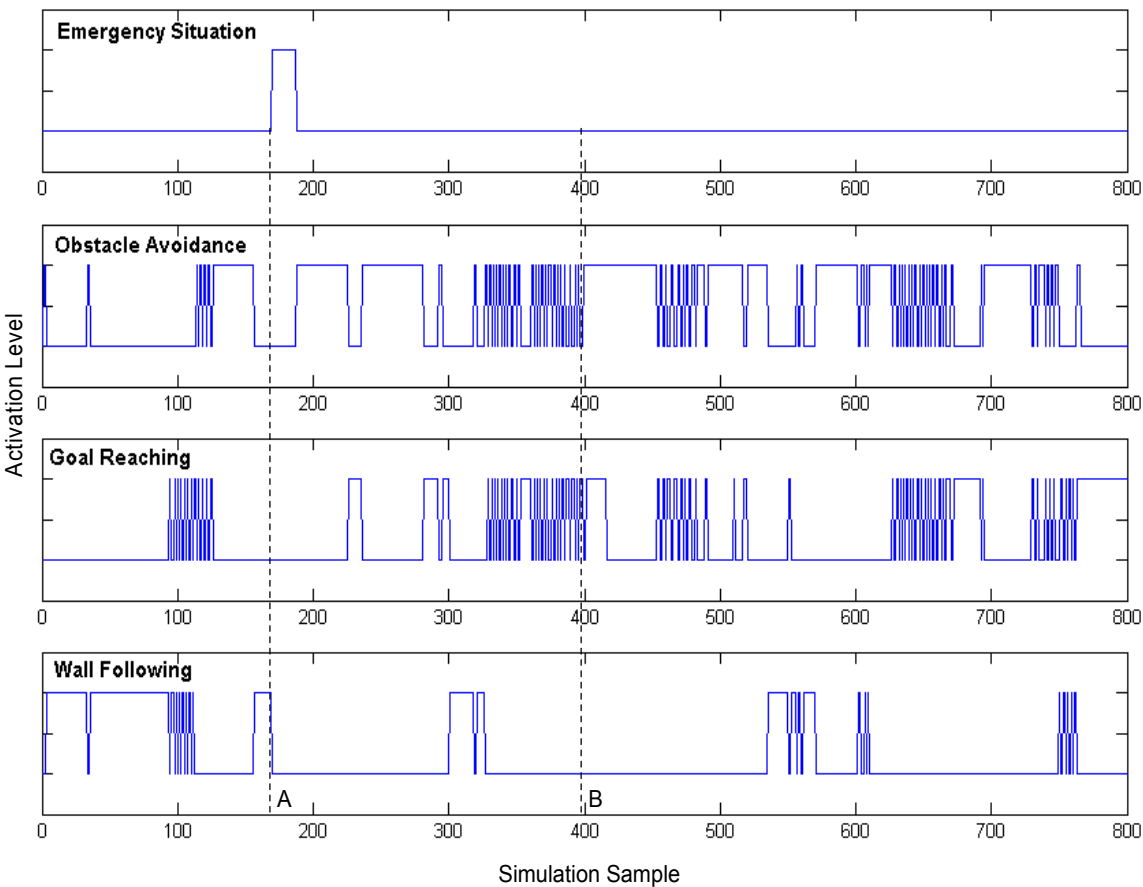 Emergency Situation
0 100 200 300 400 500 600 700 800
Obstacle Avoidance
0 100 200 300 400 500 600 700 800
Activation Level
Goal Reaching
0 100 200 300 400 500 600 700 800
Wall Following
A B
0 100 200 300 400 500 600 700 800
Simulation Sample